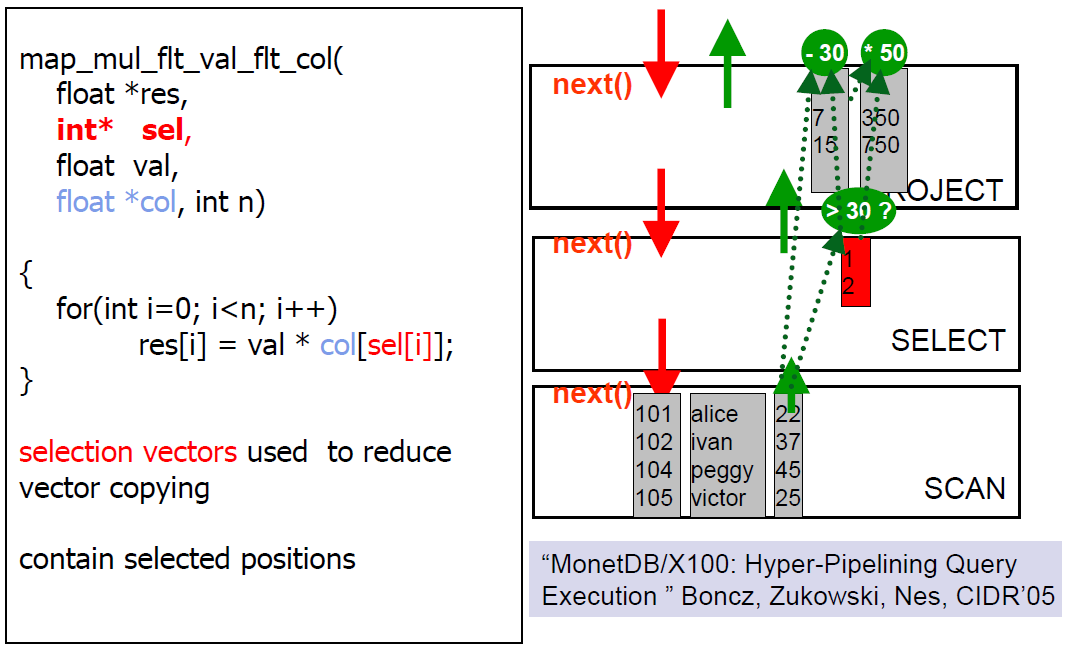 map_mul_flt_val_flt_col(
float *res,
int* sel,
float val,
float *col, int n)
{
for(int i=0; i<n; i++)
res[i] = val * col[sel[i]];
}
selection vectors used to reduce
vector copying
contain selected positions
- 30 * 50
next()
7 350
15 750
ROJECT
> 30 ?
next()
1
2
SELECT
next()
101 alice 22
102 ivan 37
104 peggy 45
105 victor 25
SCAN
“MonetDB/X100: Hyper-Pipelining Query
Execution ” Boncz, Zukowski, Nes, CIDR’05